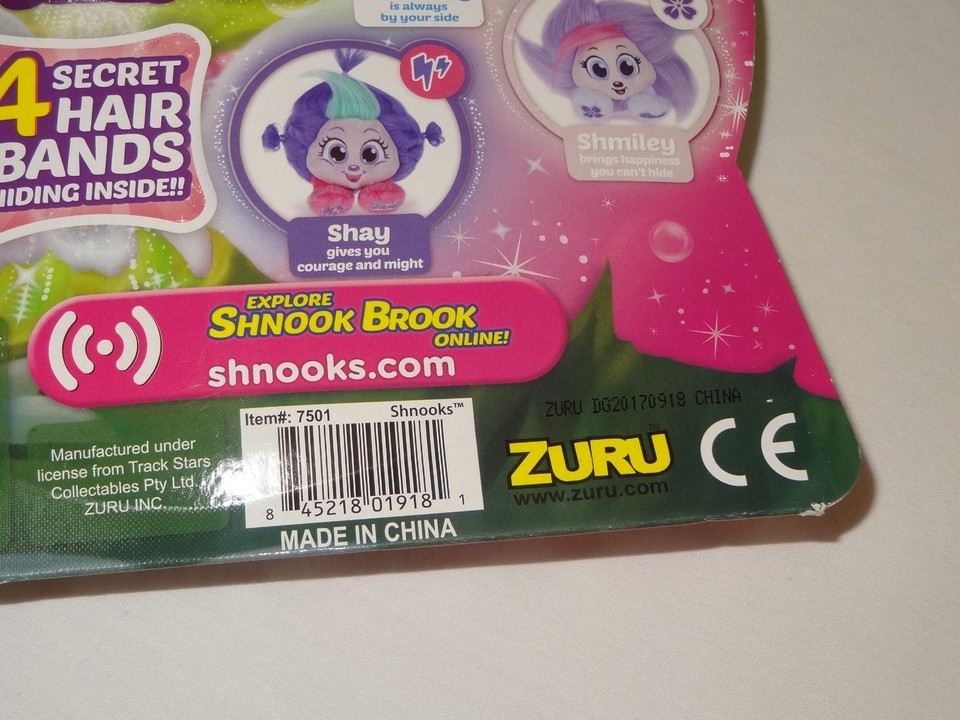 is always
by your side
4 SECRET
HAIR
BANDS
HIDING INSIDE!!
Shay
gives you
courage and might
Shmiley
brings happiness
you can't hide
EXPLORE
SHNOOK BROOK
ONLINE!
shnooks.com
Manufactured under
license from Track Stars
Collectables Pty Ltd
ZURU INC.
Item#: 7501 Shnooks™
8 45218 01918 1
MADE IN CHINA
ZURU DG20170918 CHINA
ZURU™ CE
www.zuru.com